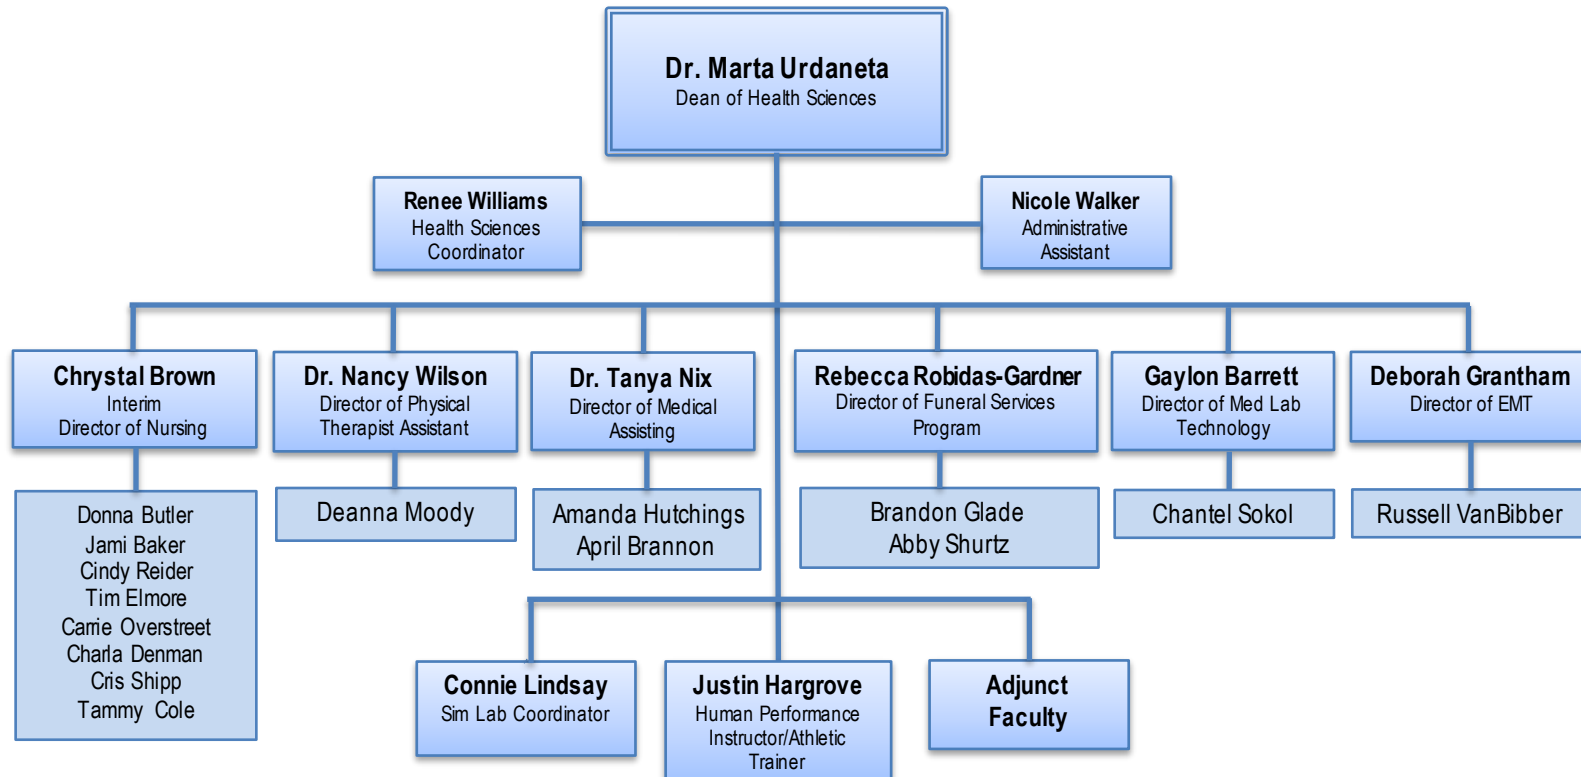 Dr. Marta Urdaneta
Dean of Health Sciences
Renee Williams
Health Sciences
Coordinator
Nicole Walker
Administrative
Assistant
Chrystal Brown
Interim
Director of Nursing
Dr. Nancy Wilson
Director of Physical
Therapist Assistant
Dr. Tanya Nix
Director of Medical
Assisting
Rebecca Robidas-Gardner
Director of Funeral Services
Program
Gaylon Barrett
Director of Med Lab
Technology
Deborah Grantham
Director of EMT
Donna Butler
Jami Baker
Cindy Reider
Tim Elmore
Carrie Overstreet
Charla Denman
Cris Shipp
Tammy Cole
Deanna Moody
Amanda Hutchings
April Brannon
Brandon Glade
Abby Shurtz
Chantel Sokol
Russell VanBibber
Connie Lindsay
Sim Lab Coordinator
Justin Hargrove
Human Performance
Instructor/Athletic
Trainer
Adjunct
Faculty